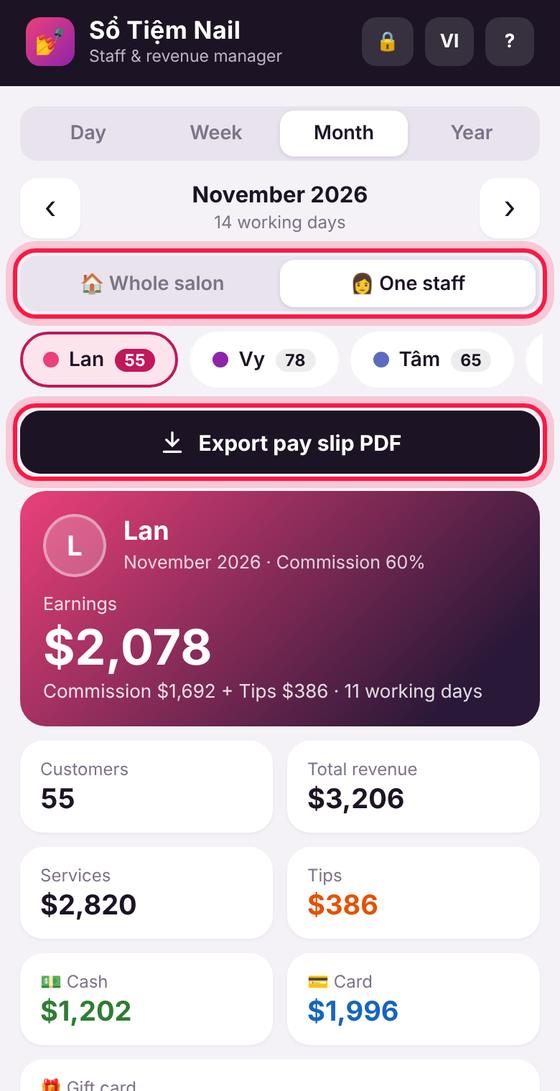 Sổ Tiệm Nail
Staff & revenue manager
VI
?
Day
Week
Month
Year
‹
November 2026
14 working days
›
🏠 Whole salon
👩 One staff
Lan 55
Vy 78
Tâm 65
Export pay slip PDF
L
Lan
November 2026 · Commission 60%
Earnings
$2,078
Commission $1,692 + Tips $386 · 11 working days
Customers
55
Total revenue
$3,206
Services
$2,820
Tips
$386
💵 Cash
$1,202
💳 Card
$1,996
🎁 Gift card